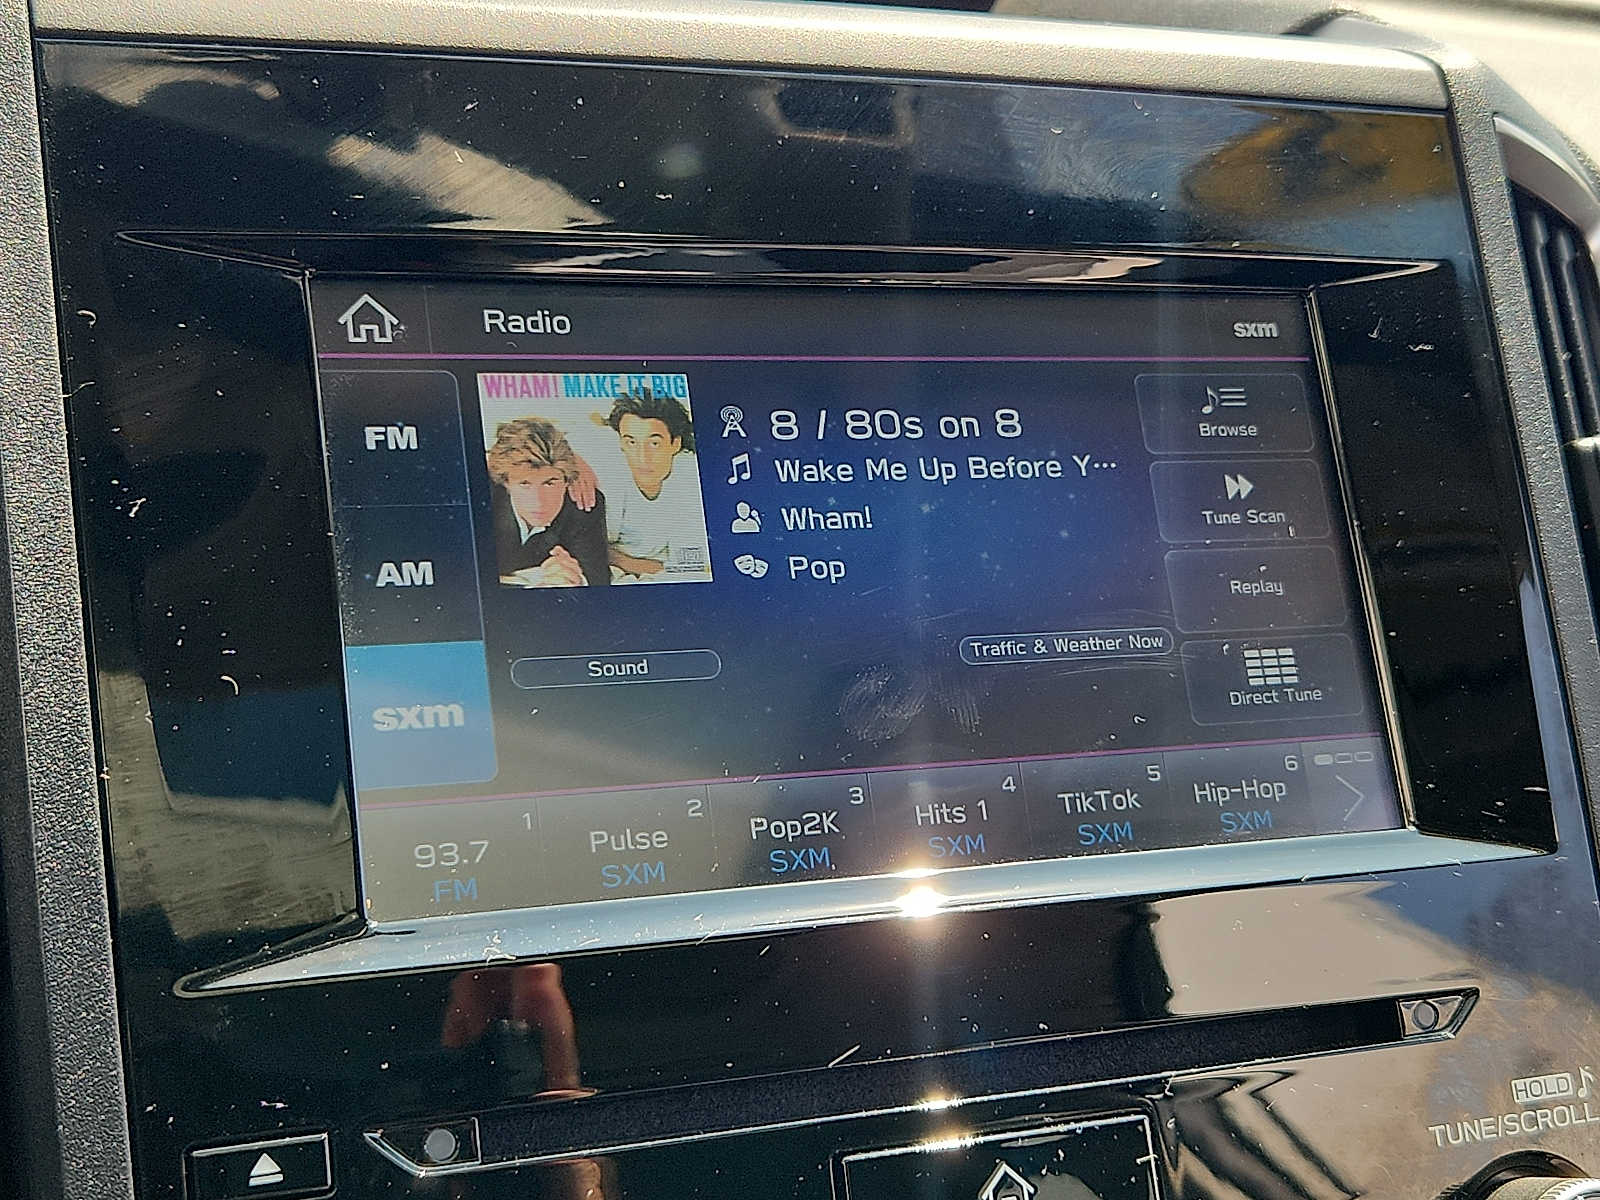 Radio
sxm
FM
AM
sxm
WHAM! MAKE IT BIG
8 / 80s on 8
Wake Me Up Before Y...
Wham!
Pop
Browse
Tune Scan
Replay
Direct Tune
Sound
Traffic & Weather Now
1
93.7
FM
2
Pulse
SXM
3
Pop2K
SXM
4
Hits 1
SXM
5
TikTok
SXM
6
Hip-Hop
SXM
HOLD
TUNE/SCROLL